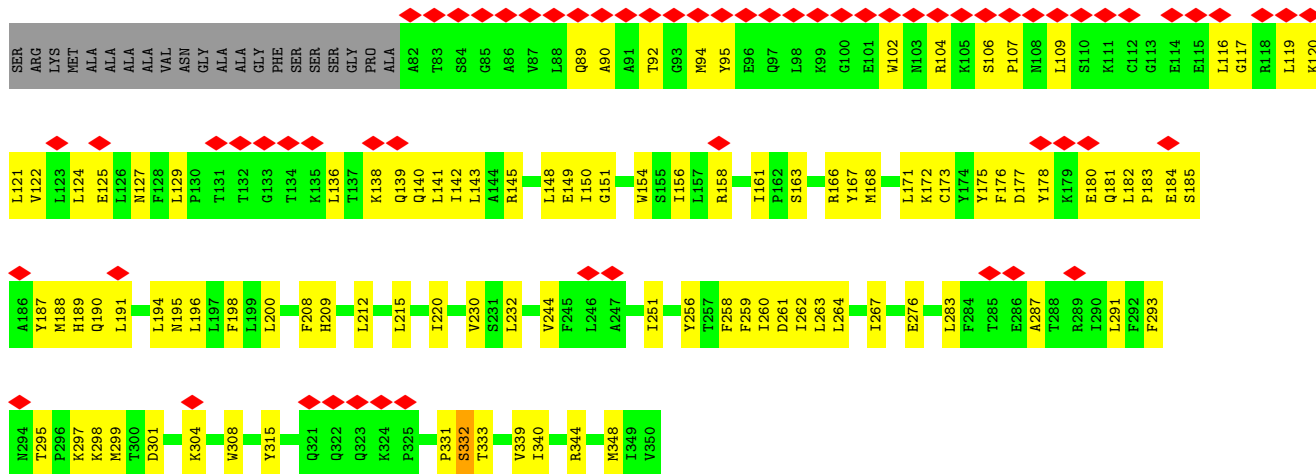 SER ARG LYS MET ALA ALA ALA ALA VAL ASN GLY ALA ALA GLY PHE SER SER SER GLY PRO ALA A82 T83 S84 G85 A86 V87 L88 Q89 A90 A91 T92 G93 M94 Y95 E96 Q97 L98 K99 G100 E101 W102 N103 R104 K105 S106 P107 N108 L109 S110 K111 C112 G113 E114 E115 L116 G117 R118 L119 K120
L121 V122 L123 L124 E125 L126 N127 F128 L129 P130 T131 T132 G133 T134 K135 L136 T137 K138 Q139 Q140 L141 I142 L143 A144 R145 L148 E149 I150 G151 W154 S155 I156 L157 R158 I161 P162 S163 R166 Y167 M168 L171 K172 C173 Y174 Y175 F176 D177 Y178 K179 E180 Q181 L182 P183 E184 S185
A186 Y187 M188 H189 Q190 L191 L194 N195 L196 L197 F198 L199 L200 F208 H209 L212 L215 I220 V230 S231 L232 V244 F245 L246 A247 I251 Y256 T257 F258 F259 I260 D261 I262 L263 L264 I267 E276 L283 F284 T285 E286 A287 T288 R289 I290 L291 F292 F293
N294 T295 P296 K297 K298 M299 T300 D301 K304 W308 Y315 Q321 Q322 Q323 K324 P325 P331 S332 T333 V339 I340 R344 M348 I349 V350